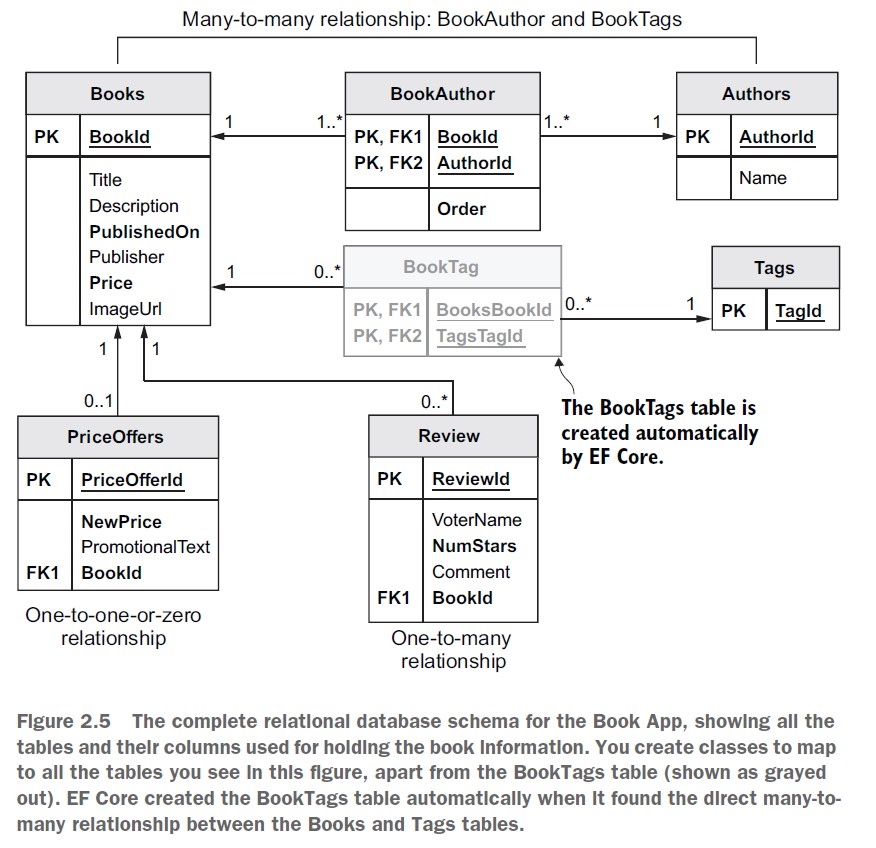 Many-to-many relationship: BookAuthor and BookTags
Books
PK BookId
Title
Description
PublishedOn
Publisher
Price
ImageUrl
1 1..*
BookAuthor
PK, FK1 BookId
PK, FK2 AuthorId
Order
1..* 1
Authors
PK AuthorId
Name
1 0..*
BookTag
PK, FK1 BooksBookId
PK, FK2 TagsTagId
0..* 1
Tags
PK TagId
The BookTags table is
created automatically
by EF Core.
1
0..1
1
0..*
PriceOffers
PK PriceOfferId
NewPrice
PromotionalText
FK1 BookId
One-to-one-or-zero
relationship
Review
PK ReviewId
VoterName
NumStars
Comment
FK1 BookId
One-to-many
relationship
Figure 2.5 The complete relational database schema for the Book App, showing all the
tables and their columns used for holding the book information. You create classes to map
to all the tables you see in this figure, apart from the BookTags table (shown as grayed
out). EF Core created the BookTags table automatically when it found the direct many-to-
many relationship between the Books and Tags tables.